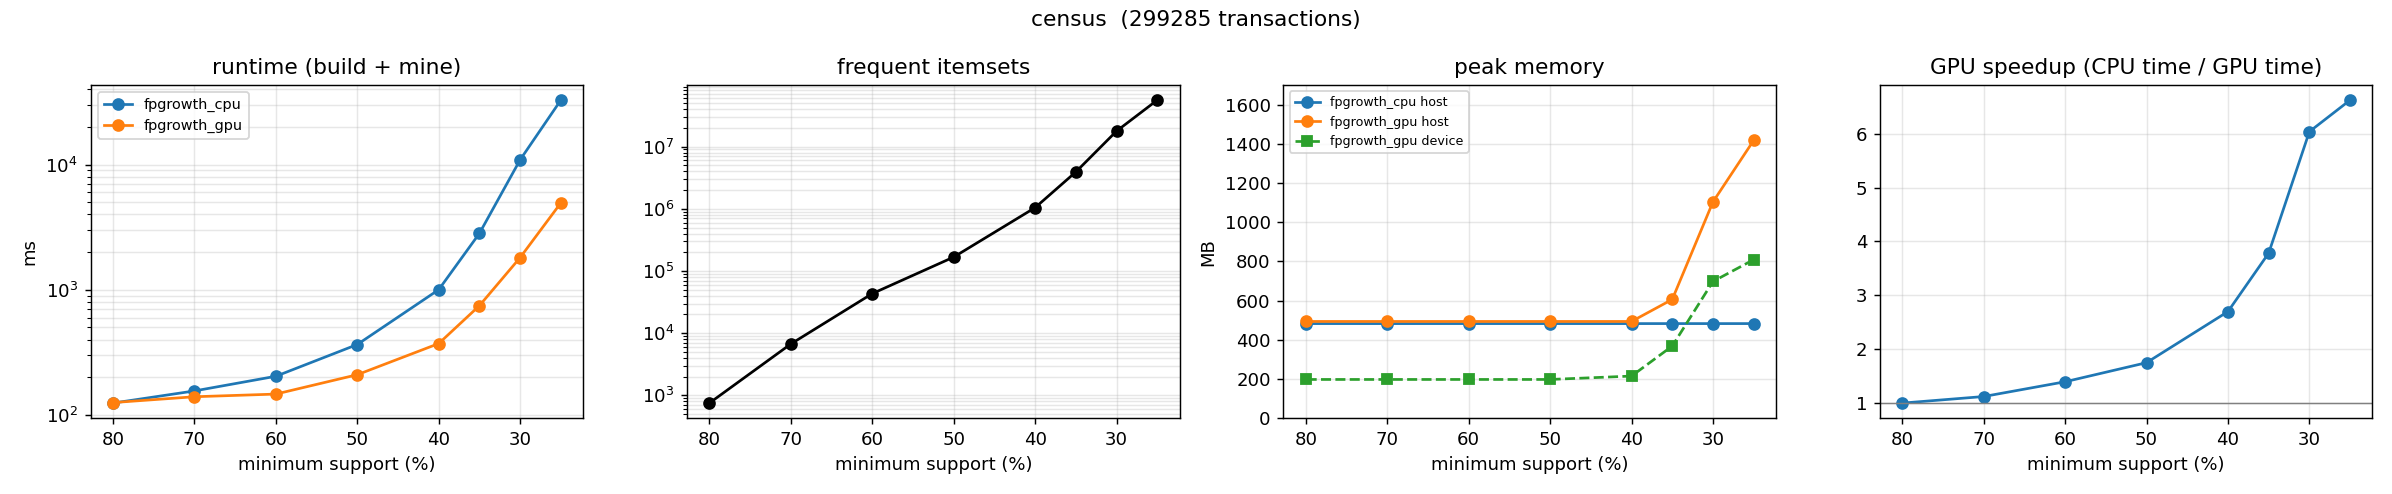 census  (299285 transactions)
runtime (build + mine)
fpgrowth_cpu
fpgrowth_gpu
10^4
10^3
10^2
ms
80 70 60 50 40 30
minimum support (%)
frequent itemsets
10^7
10^6
10^5
10^4
10^3
80 70 60 50 40 30
minimum support (%)
peak memory
fpgrowth_cpu host
fpgrowth_gpu host
fpgrowth_gpu device
1600
1400
1200
1000
800
600
400
200
0
MB
80 70 60 50 40 30
minimum support (%)
GPU speedup (CPU time / GPU time)
6
5
4
3
2
1
80 70 60 50 40 30
minimum support (%)